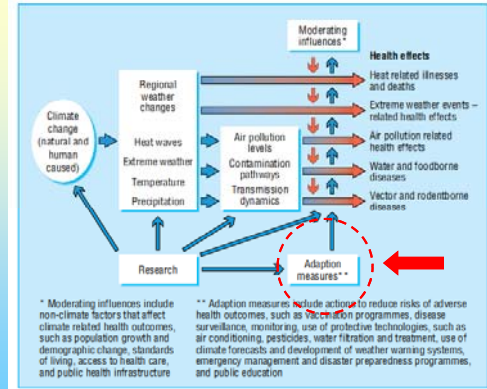 Moderating
influences*
Health effects
Regional
weather
changes
Heat related illnesses
and deaths
Extreme weather events –
related health effects
Climate
change
(natural and
human
caused)
Heat waves
Extreme weather
Temperature
Precipitation
Air pollution
levels
Contamination
pathways
Transmission
dynamics
Air pollution related
health effects
Water and foodborne
diseases
Vector and rodentborne
diseases
Research
Adaption
measures**
* Moderating influences include
non-climate factors that affect
climate related health outcomes,
such as population growth and
demographic change, standards
of living, access to health care,
and public health infrastructure
** Adaption measures include actions to reduce risks of adverse
health outcomes, such as vaccination programmes, disease
surveillance, monitoring, use of protective technologies, such as
air conditioning, pesticides, water filtration and treatment, use of
climate forecasts and development of weather warning systems,
emergency management and disaster preparedness programmes,
and public education